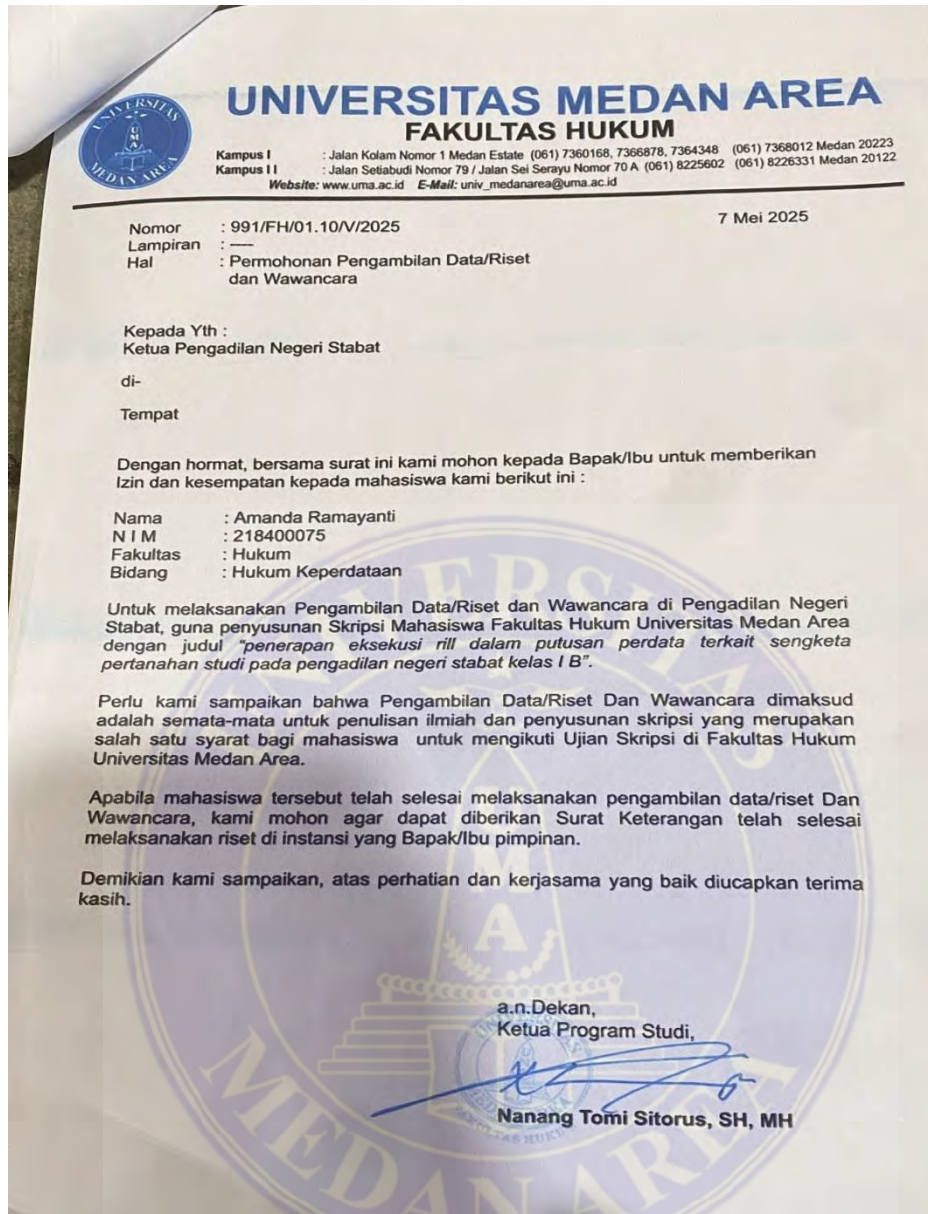 UNIVERSITAS MEDAN AREA
FAKULTAS HUKUM
Kampus I : Jalan Kolam Nomor 1 Medan Estate (061) 7360168, 7366878, 7364348 (061) 7368012 Medan 20223
Kampus I I : Jalan Setiabudi Nomor 79 / Jalan Sei Serayu Nomor 70 A (061) 8225602 (061) 8226331 Medan 20122
Website: www.uma.ac.id E-Mail: univ_medanarea@uma.ac.id
UNIVERSITAS
UMA
MEDAN AREA
7 Mei 2025
Nomor : 991/FH/01.10/V/2025
Lampiran : ----
Hal : Permohonan Pengambilan Data/Riset
dan Wawancara
Kepada Yth :
Ketua Pengadilan Negeri Stabat
di-
Tempat
Dengan hormat, bersama surat ini kami mohon kepada Bapak/Ibu untuk memberikan
Izin dan kesempatan kepada mahasiswa kami berikut ini :
Nama : Amanda Ramayanti
N I M : 218400075
Fakultas : Hukum
Bidang : Hukum Keperdataan
Untuk melaksanakan Pengambilan Data/Riset dan Wawancara di Pengadilan Negeri
Stabat, guna penyusunan Skripsi Mahasiswa Fakultas Hukum Universitas Medan Area
dengan judul "penerapan eksekusi rill dalam putusan perdata terkait sengketa
pertanahan studi pada pengadilan negeri stabat kelas I B".
Perlu kami sampaikan bahwa Pengambilan Data/Riset Dan Wawancara dimaksud
adalah semata-mata untuk penulisan ilmiah dan penyusunan skripsi yang merupakan
salah satu syarat bagi mahasiswa untuk mengikuti Ujian Skripsi di Fakultas Hukum
Universitas Medan Area.
Apabila mahasiswa tersebut telah selesai melaksanakan pengambilan data/riset Dan
Wawancara, kami mohon agar dapat diberikan Surat Keterangan telah selesai
melaksanakan riset di instansi yang Bapak/Ibu pimpinan.
Demikian kami sampaikan, atas perhatian dan kerjasama yang baik diucapkan terima
kasih.
a.n.Dekan,
Ketua Program Studi,
Nanang Tomi Sitorus, SH, MH
UNIVERSITAS
UMA
MEDAN AREA